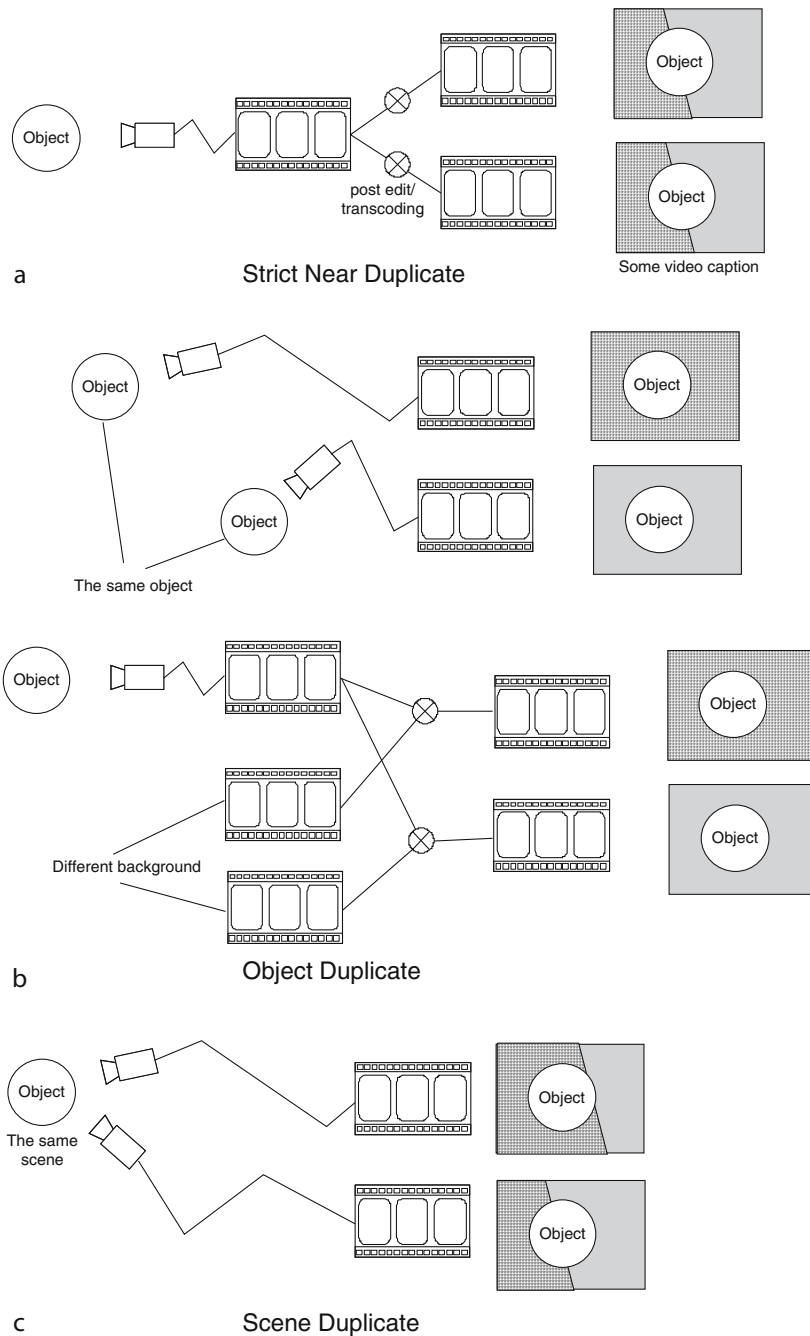 Object
Object
post edit/
transcoding
Object
Some video caption
a
Strict Near Duplicate
Object
Object
Object
Object
The same object
Object
Object
Different background
Object
b
Object Duplicate
Object
Object
The same
scene
Object
c
Scene Duplicate